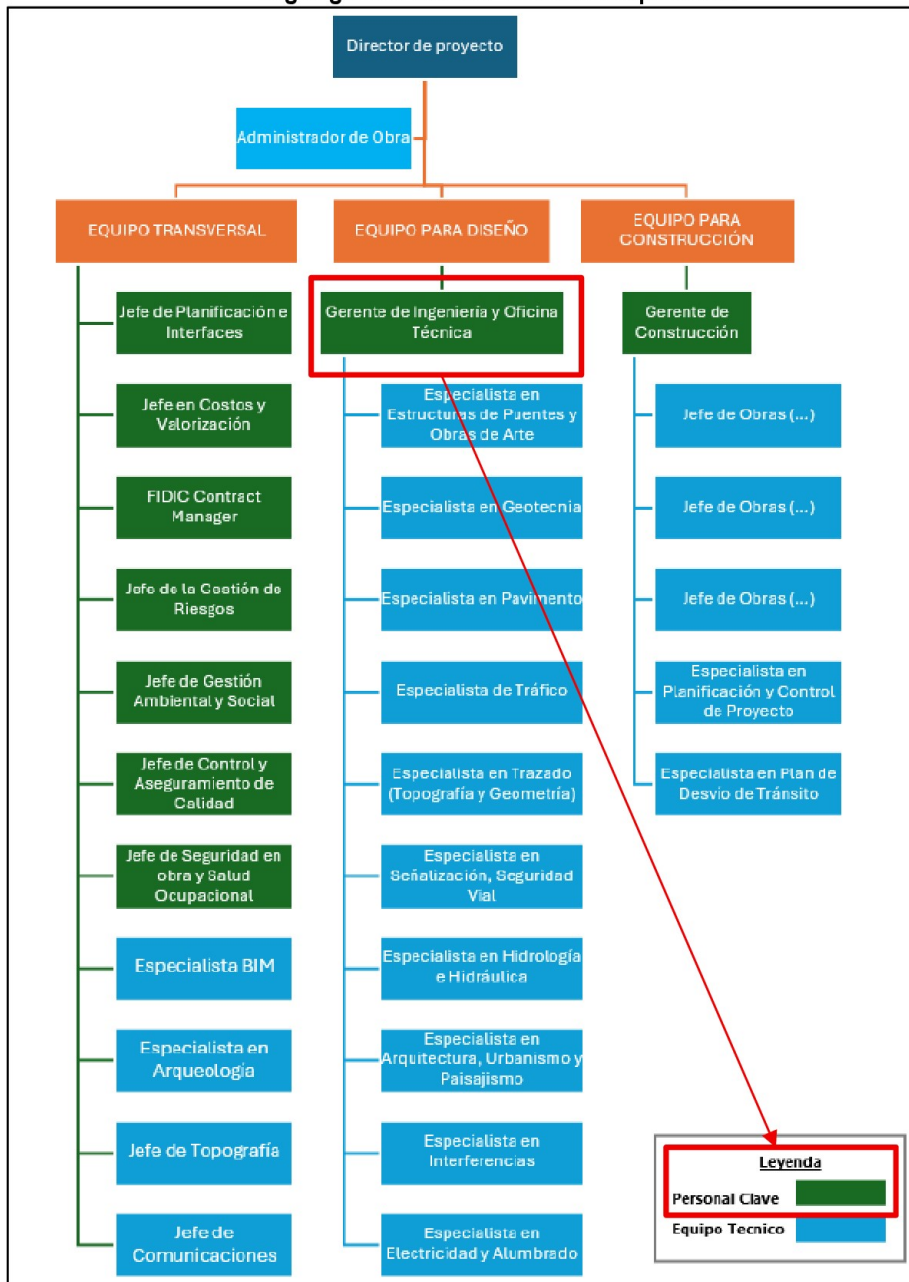 Director de proyecto
Administrador de Obra
EQUIPO TRANSVERSAL
EQUIPO PARA DISEÑO
EQUIPO PARA
CONSTRUCCIÓN
Jefe de Planificación e
Interfaces
Jefe en Costos y
Valorización
FIDIC Contract
Manager
Jefe de la Gestión de
Riesgos
Jefe de Gestión
Ambiental y Social
Jefe de Control y
Aseguramiento de
Calidad
Jefe de Seguridad en
obra y Salud
Ocupacional
Especialista BIM
Especialista en
Arqueología
Jefe de Topografía
Jefe de
Comunicaciones
Gerente de Ingeniería y Oficina
Técnica
Especialista en
Estructuras de Puentes y
Obras de Arte
Especialista en Geotecnia
Especialista en Pavimento
Especialista de Tráfico
Especialista en Trazado
(Topografía y Geometría)
Especialista en
Señalización, Seguridad
Vial
Especialista en Hidrología
e Hidráulica
Especialista en
Arquitectura, Urbanismo y
Paisajismo
Especialista en
Interferencias
Especialista en
Electricidad y Alumbrado
Gerente de
Construcción
Jefe de Obras (...)
Jefe de Obras (...)
Jefe de Obras (...)
Especialista en
Planificación y Control
de Proyecto
Especialista en Plan de
Desvio de Tránsito
Leyenda
Personal Clave
Equipo Tecnico